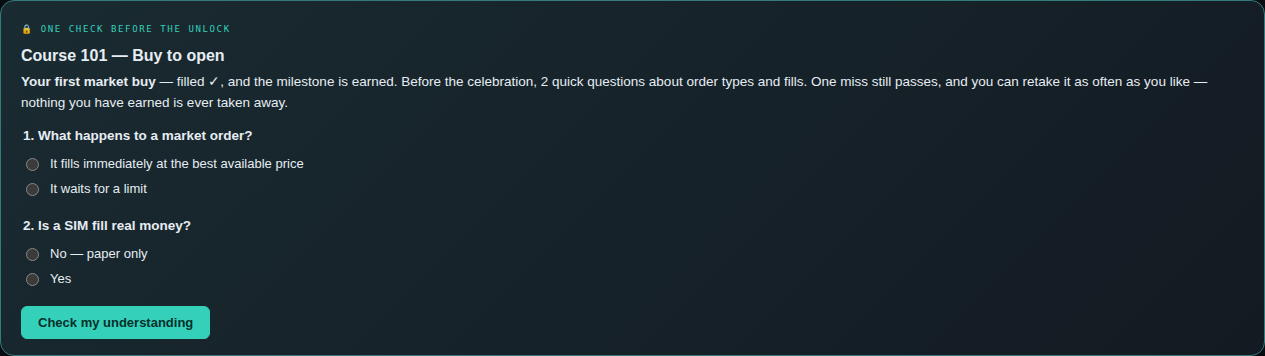 🔒 ONE CHECK BEFORE THE UNLOCK
Course 101 — Buy to open
Your first market buy — filled ✓, and the milestone is earned. Before the celebration, 2 quick questions about order types and fills. One miss still passes, and you can retake it as often as you like —
nothing you have earned is ever taken away.
1. What happens to a market order?
It fills immediately at the best available price
It waits for a limit
2. Is a SIM fill real money?
No — paper only
Yes
Check my understanding